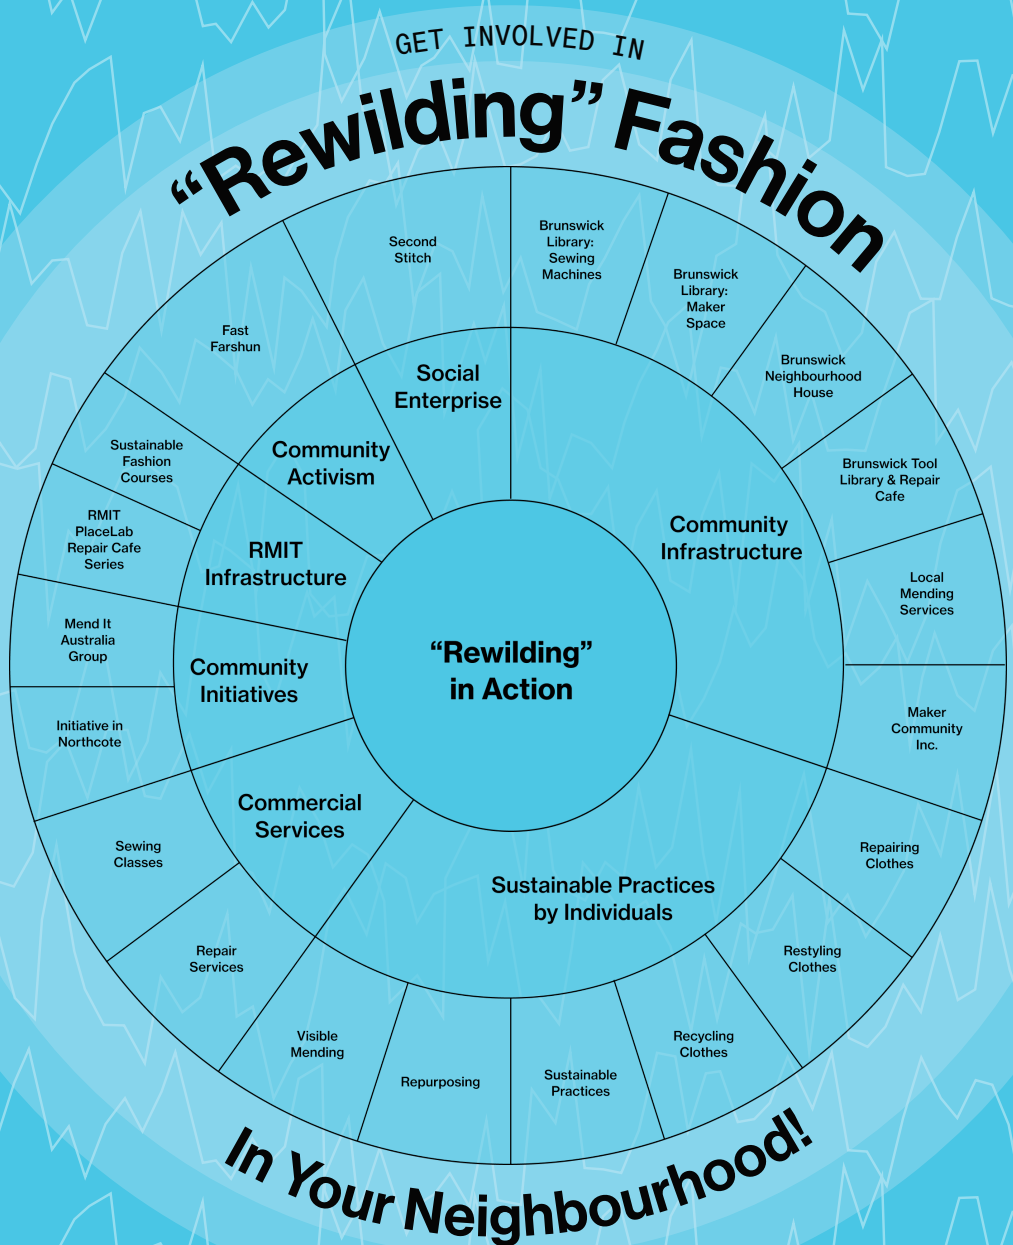 GET INVOLVED IN
“Rewilding” Fashion
Second
Stitch
Brunswick
Library:
Sewing
Machines
Brunswick
Library:
Maker
Space
Brunswick
Neighbourhood
House
Brunswick Tool
Library & Repair
Cafe
Local
Mending
Services
Maker
Community
Inc.
Repairing
Clothes
Restyling
Clothes
Recycling
Clothes
Sustainable
Practices
Repurposing
Visible
Mending
Repair
Services
Sewing
Classes
Initiative in
Northcote
Mend It
Australia
Group
RMIT
PlaceLab
Repair Cafe
Series
Sustainable
Fashion
Courses
Fast
Farshun
Social
Enterprise
Community
Infrastructure
Sustainable Practices
by Individuals
Commercial
Services
Community
Initiatives
RMIT
Infrastructure
Community
Activism
“Rewilding”
in Action
In Your Neighbourhood!